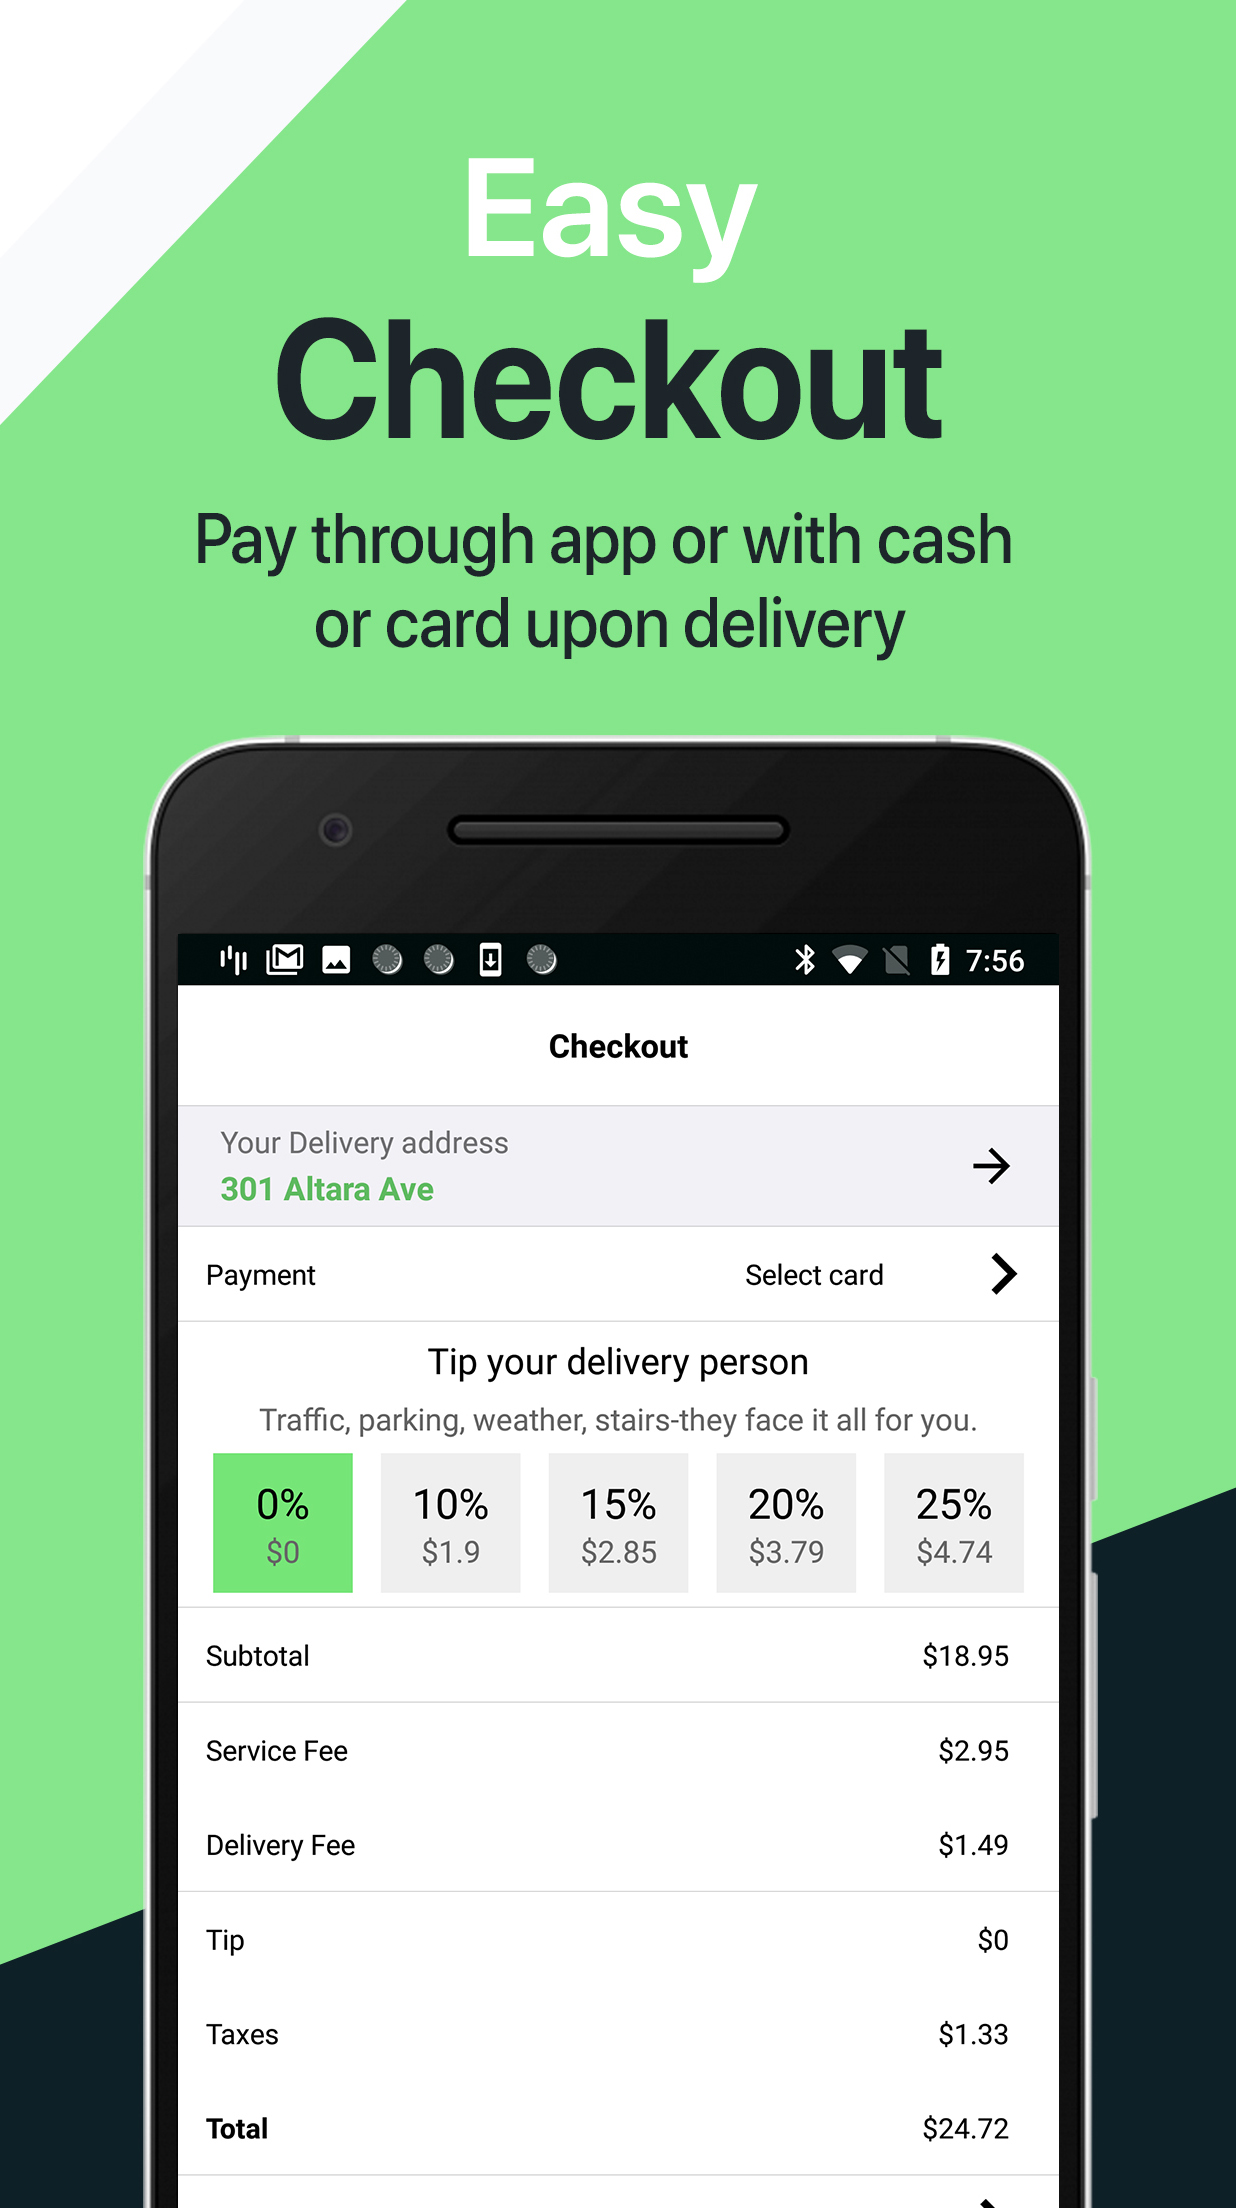 Easy
Checkout
Pay through app or with cash
or card upon delivery
7:56
Checkout
Your Delivery address
301 Altara Ave
Payment Select card
Tip your delivery person
Traffic, parking, weather, stairs-they face it all for you.
0% 10% 15% 20% 25%
$0 $1.9 $2.85 $3.79 $4.74
Subtotal $18.95
Service Fee $2.95
Delivery Fee $1.49
Tip $0
Taxes $1.33
Total $24.72